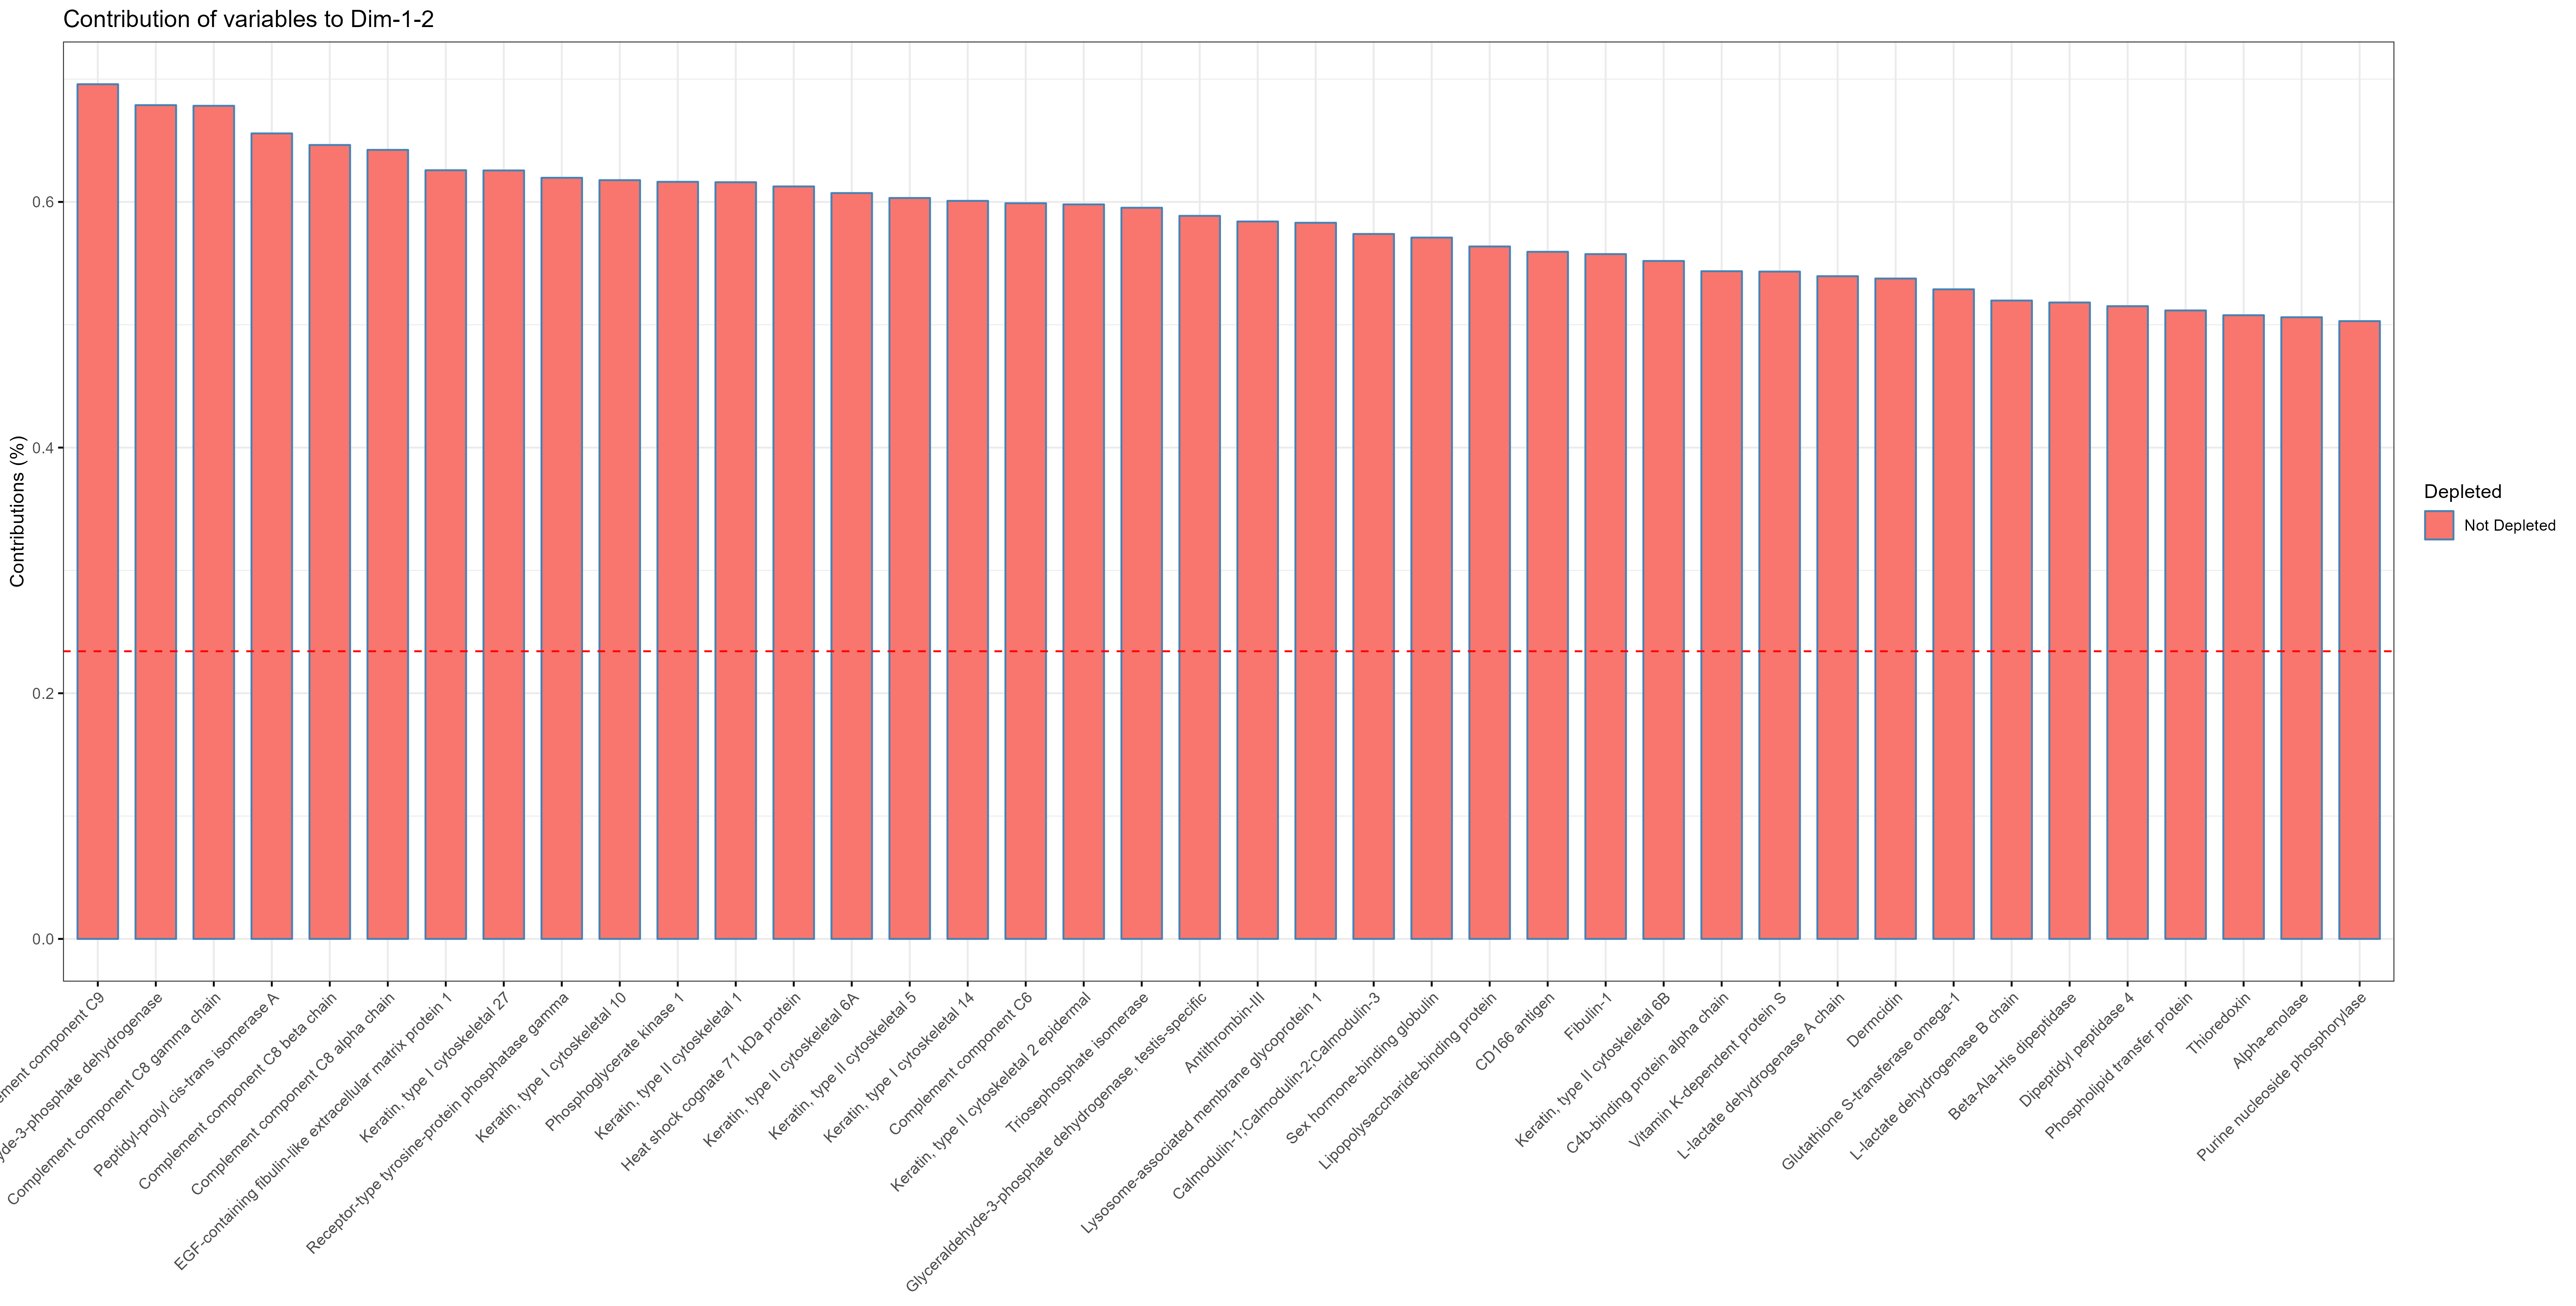 Contribution of variables to Dim-1-2
Contributions (%)
0.6
0.4
0.2
0.0
component C9
yde-3-phosphate dehydrogenase
Complement component C8 gamma chain
Peptidyl-prolyl cis-trans isomerase A
Complement component C8 beta chain
Complement component C8 alpha chain
EGF-containing fibulin-like extracellular matrix protein 1
Keratin, type I cytoskeletal 27
Receptor-type tyrosine-protein phosphatase gamma
Keratin, type I cytoskeletal 10
Phosphoglycerate kinase 1
Keratin, type II cytoskeletal 1
Heat shock cognate 71 kDa protein
Keratin, type II cytoskeletal 6A
Keratin, type II cytoskeletal 5
Keratin, type I cytoskeletal 14
Complement component C6
Keratin, type II cytoskeletal 2 epidermal
Triosephosphate isomerase
Glyceraldehyde-3-phosphate dehydrogenase, testis-specific
Antithrombin-III
Lysosome-associated membrane glycoprotein 1
Calmodulin-1;Calmodulin-2;Calmodulin-3
Sex hormone-binding globulin
Lipopolysaccharide-binding protein
CD166 antigen
Fibulin-1
Keratin, type II cytoskeletal 6B
C4b-binding protein alpha chain
Vitamin K-dependent protein S
L-lactate dehydrogenase A chain
Dermcidin
Glutathione S-transferase omega-1
L-lactate dehydrogenase B chain
Beta-Ala-His dipeptidase
Dipeptidyl peptidase 4
Phospholipid transfer protein
Thioredoxin
Alpha-enolase
Purine nucleoside phosphorylase
Depleted
Not Depleted